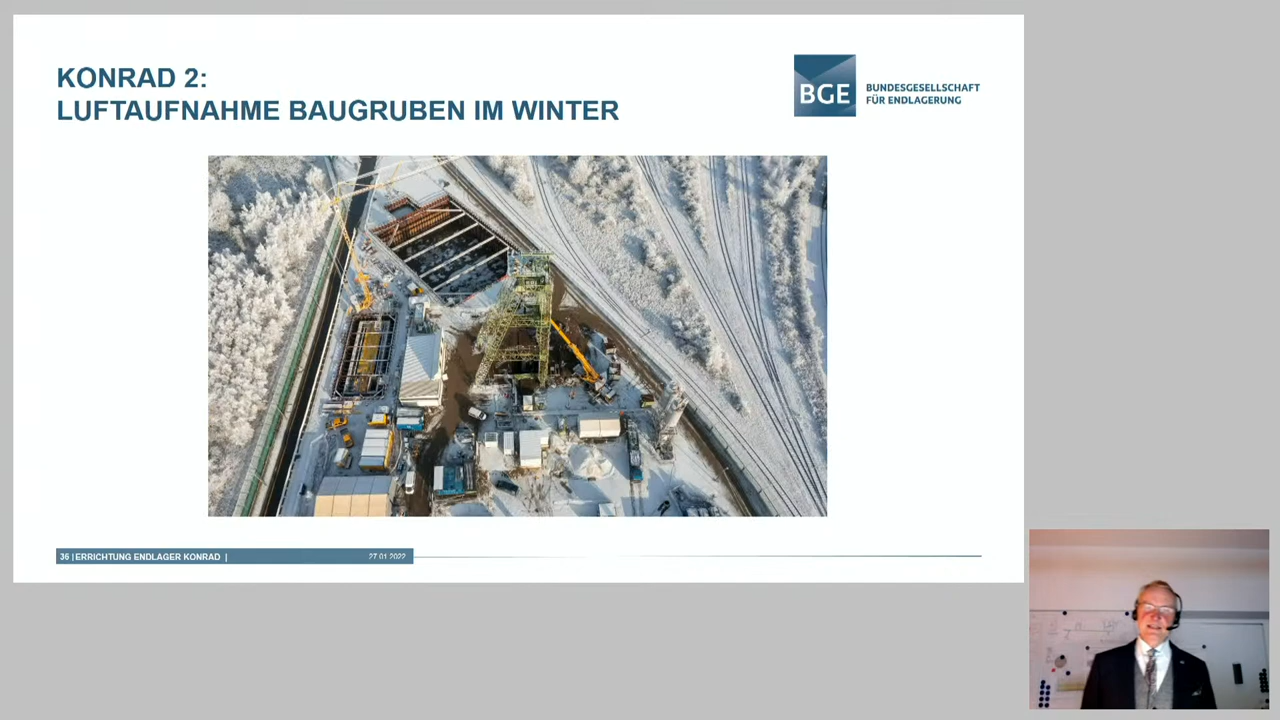 KONRAD 2:
LUFTAUFNAHME BAUGRUBEN IM WINTER
BGE
BUNDESGESELLSCHAFT
FÜR ENDLAGERUNG
36 | ERRICHTUNG ENDLAGER KONRAD |
27.01.2022